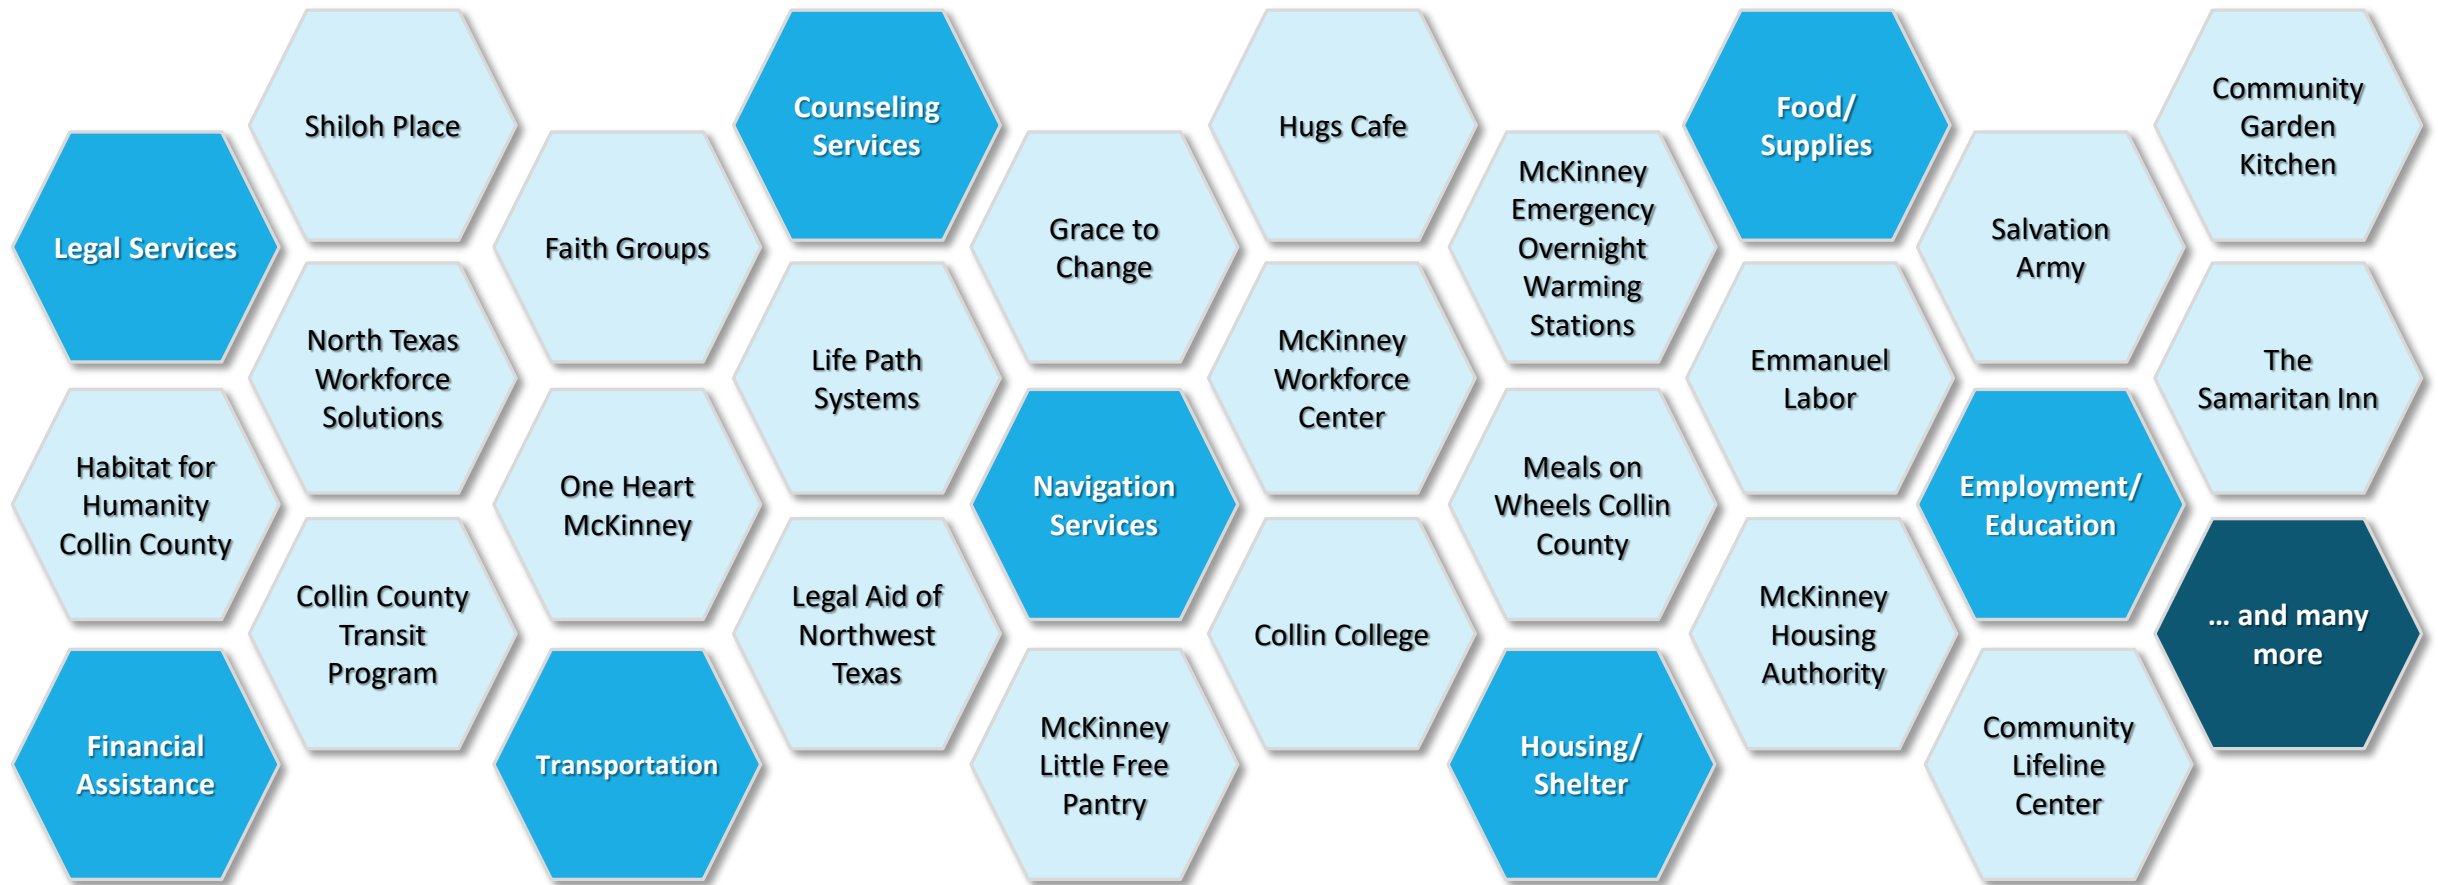 Legal Services
Habitat for
Humanity
Collin County
Financial
Assistance
Shiloh Place
North Texas
Workforce
Solutions
Collin County
Transit
Program
Faith Groups
One Heart
McKinney
Transportation
Counseling
Services
Life Path
Systems
Legal Aid of
Northwest
Texas
Grace to
Change
Navigation
Services
McKinney
Little Free
Pantry
Hugs Cafe
McKinney
Workforce
Center
Collin College
McKinney
Emergency
Overnight
Warming
Stations
Meals on
Wheels Collin
County
Housing/
Shelter
Food/
Supplies
Emmanuel
Labor
McKinney
Housing
Authority
Salvation
Army
Employment/
Education
Community
Lifeline
Center
Community
Garden
Kitchen
The
Samaritan Inn
... and many
more